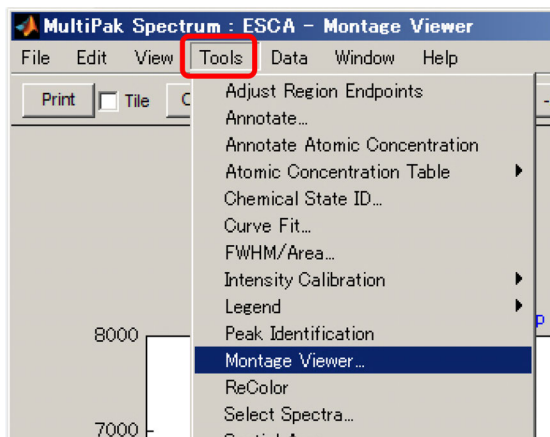 MultiPak Spectrum : ESCA - Montage Viewer
File Edit View Tools Data Window Help
Print Tile
Adjust Region Endpoints
Annotate...
Annotate Atomic Concentration
Atomic Concentration Table
Chemical State ID...
Curve Fit...
FWHM/Area...
Intensity Calibration
Legend
Peak Identification
8000
Montage Viewer...
ReColor
Select Spectra...
7000